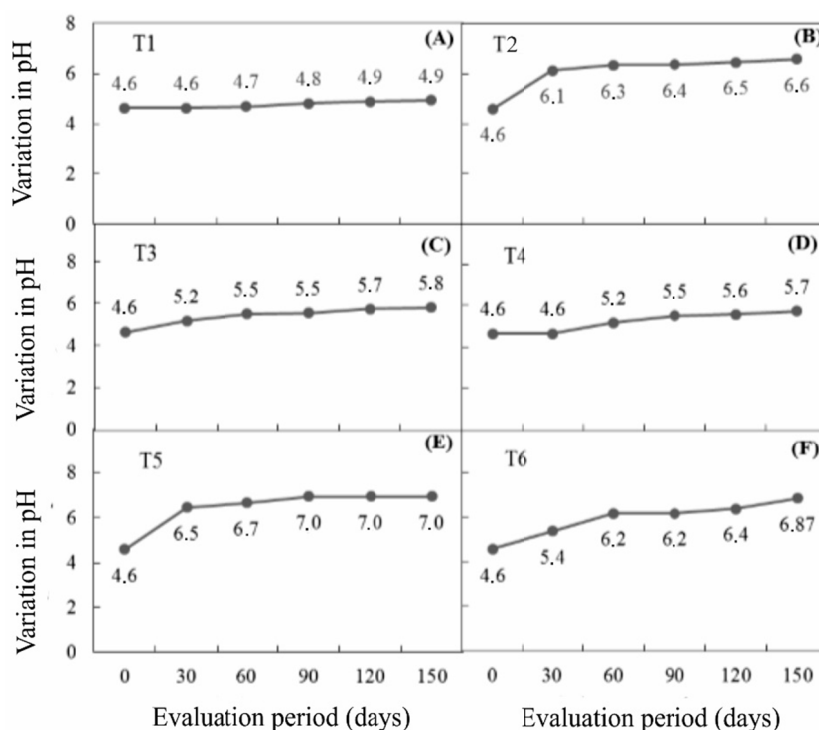 8
6
4
2
0
Variation in pH
T1
(A)
4.6 4.6 4.7 4.8 4.9 4.9
T2
(B)
4.6 6.1 6.3 6.4 6.5 6.6
8
6
4
2
0
Variation in pH
T3
(C)
4.6 5.2 5.5 5.5 5.7 5.8
T4
(D)
4.6 4.6 5.2 5.5 5.6 5.7
8
6
4
2
0
Variation in pH
T5
(E)
4.6 6.5 6.7 7.0 7.0 7.0
T6
(F)
4.6 5.4 6.2 6.2 6.4 6.87
0 30 60 90 120 150
0 30 60 90 120 150
Evaluation period (days)
Evaluation period (days)